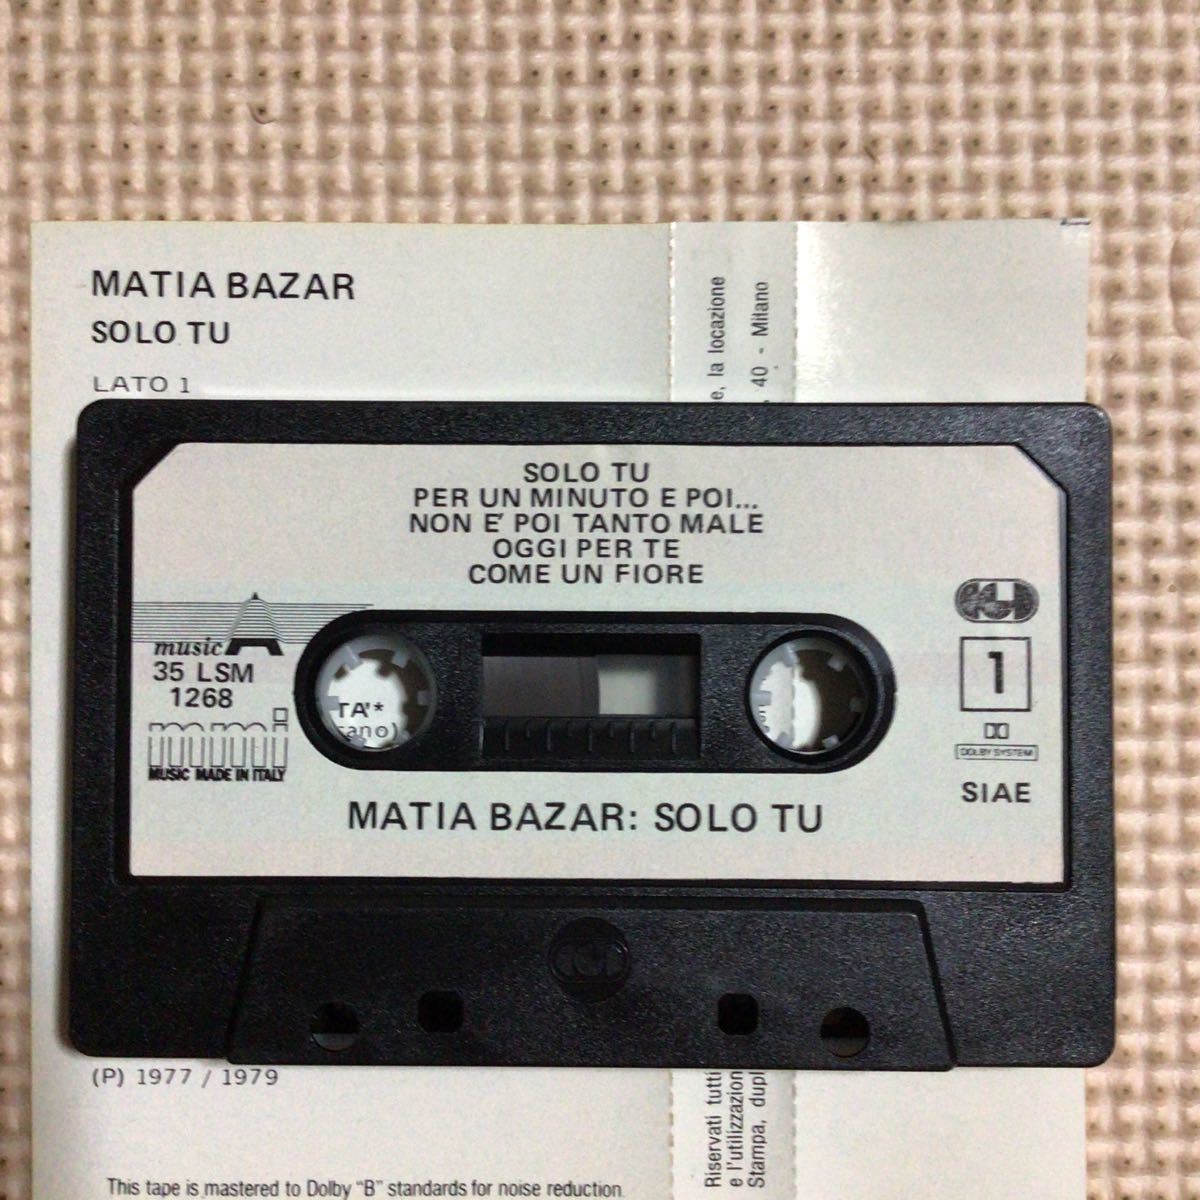 MATIA BAZAR
SOLO TU
LATO 1
e, la locazione
40 - Milano
SOLO TU
PER UN MINUTO E POI...
NON E' POI TANTO MALE
OGGI PER TE
COME UN FIORE
music A
35 LSM
1268
MUSIC MADE IN ITALY
TA'*
ano)
CGD
1
DOLBY SYSTEM
SIAE
MATIA BAZAR: SOLO TU
(P) 1977 / 1979
Riservati tutti
e l'utilizzazion
Stampa, dupl
This tape is mastered to Dolby "B" standards for noise reduction.